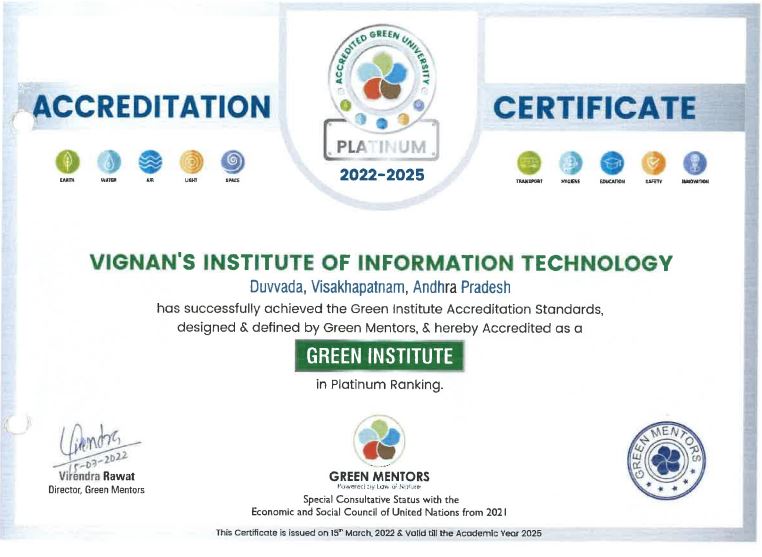 ACCREDITED GREEN UNIVERSITY
PLATINUM
2022-2025
ACCREDITATION
CERTIFICATE
EARTH
WATER
AIR
LIGHT
SPACE
TRANSPORT
HYGIENE
EDUCATION
SAFETY
INNOVATION
VIGNAN'S INSTITUTE OF INFORMATION TECHNOLOGY
Duvvada, Visakhapatnam, Andhra Pradesh
has successfully achieved the Green Institute Accreditation Standards,
designed & defined by Green Mentors, & hereby Accredited as a
GREEN INSTITUTE
in Platinum Ranking.
Virendra
15-03-2022
Virendra Rawat
Director, Green Mentors
GREEN MENTORS
Powered by Law of Nature
Special Consultative Status with the
Economic and Social Council of United Nations from 2021
GREEN MENTORS
This Certificate is issued on 15th March, 2022 & Valid till the Academic Year 2025